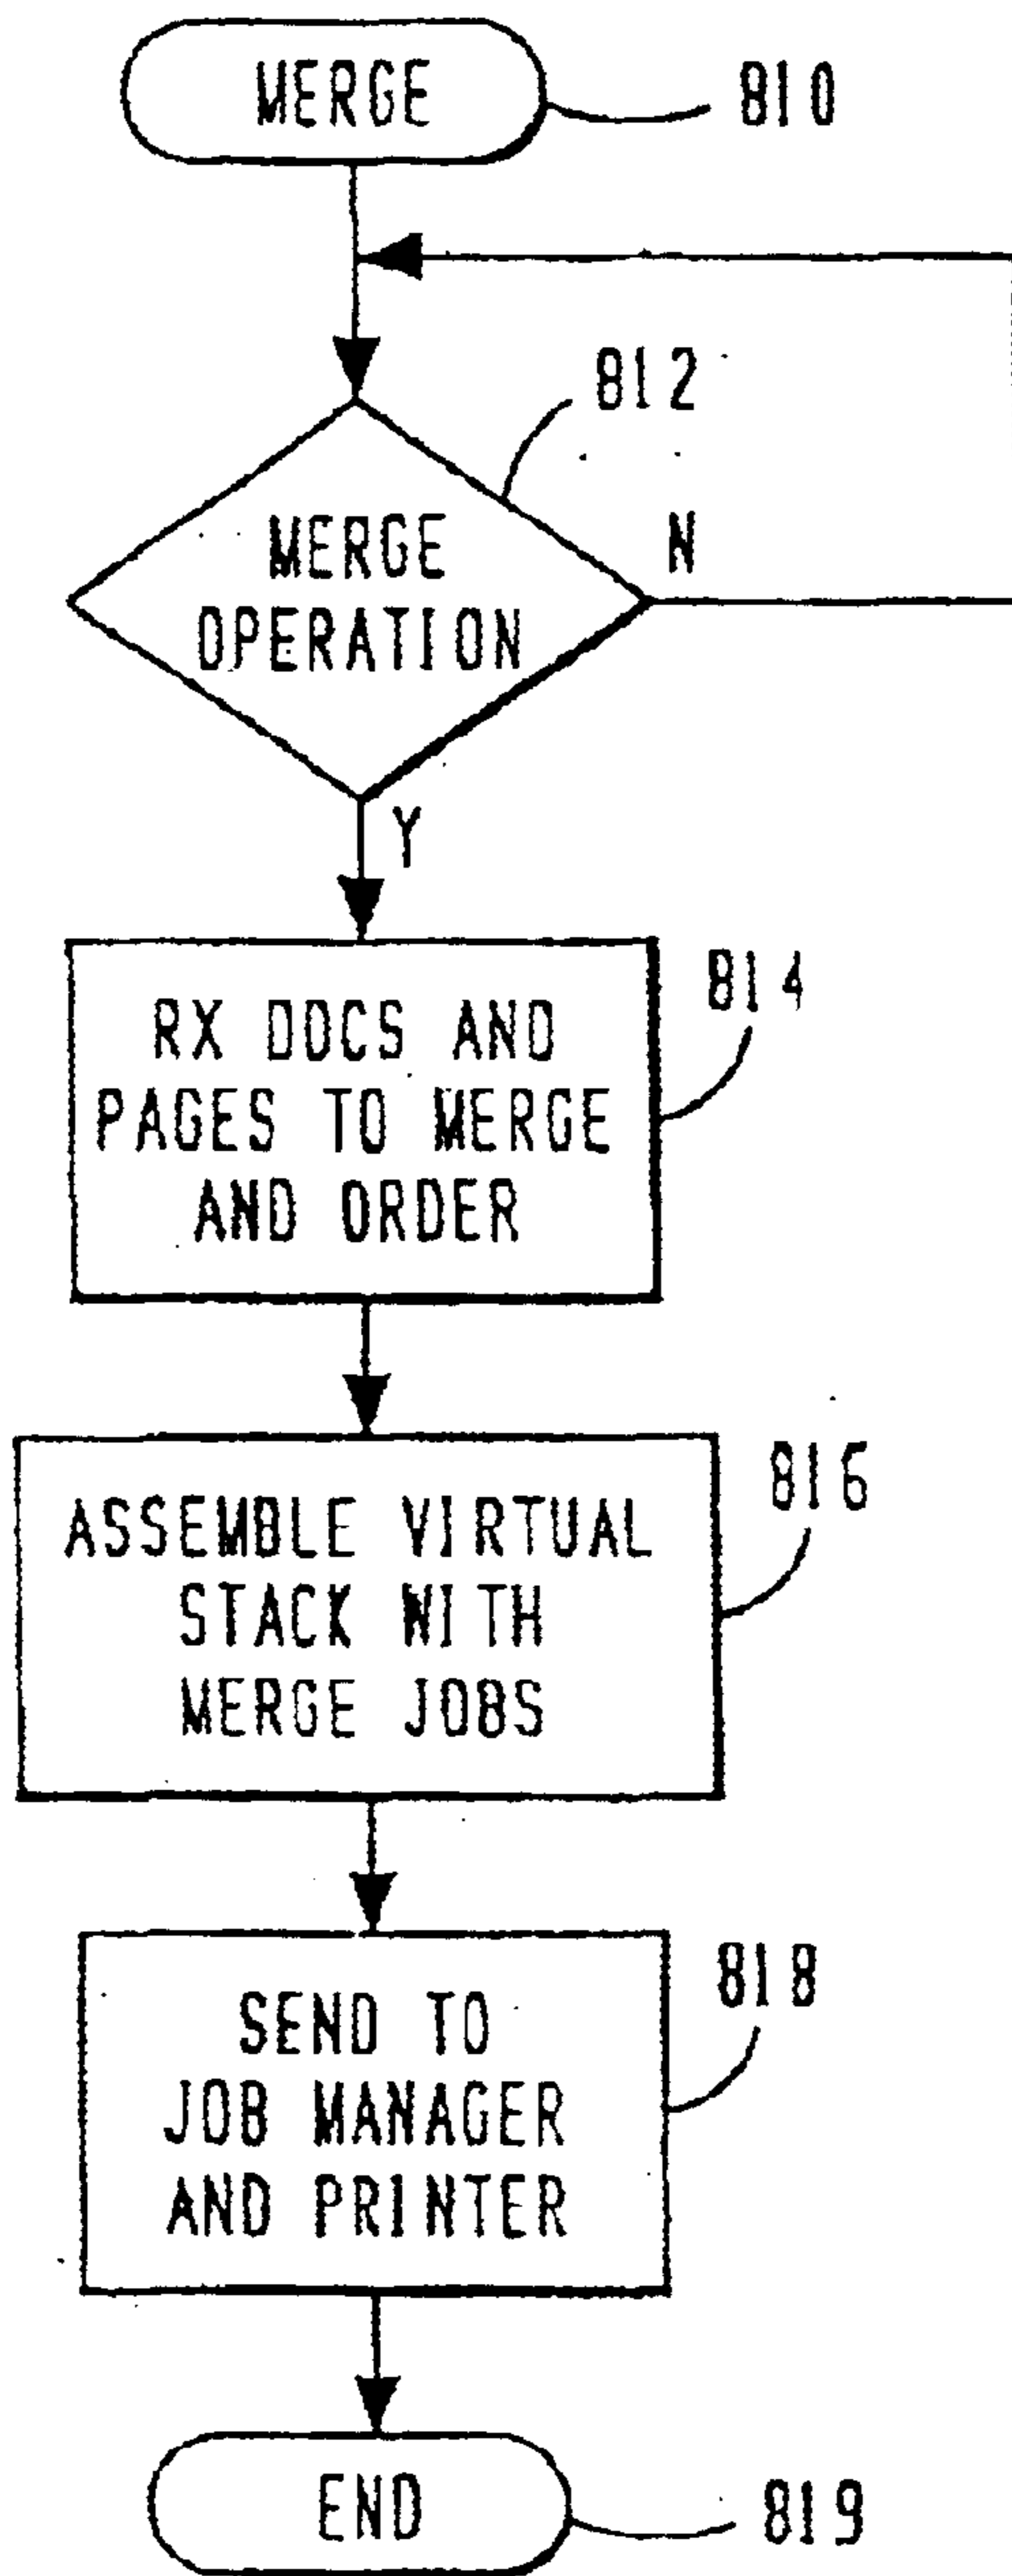 MERGE
810
812
MERGE
OPERATION
N
Y
814
RX DOCS AND
PAGES TO MERGE
AND ORDER
816
ASSEMBLE VIRTUAL
STACK WITH
MERGE JOBS
818
SEND TO
JOB MANAGER
AND PRINTER
END
819